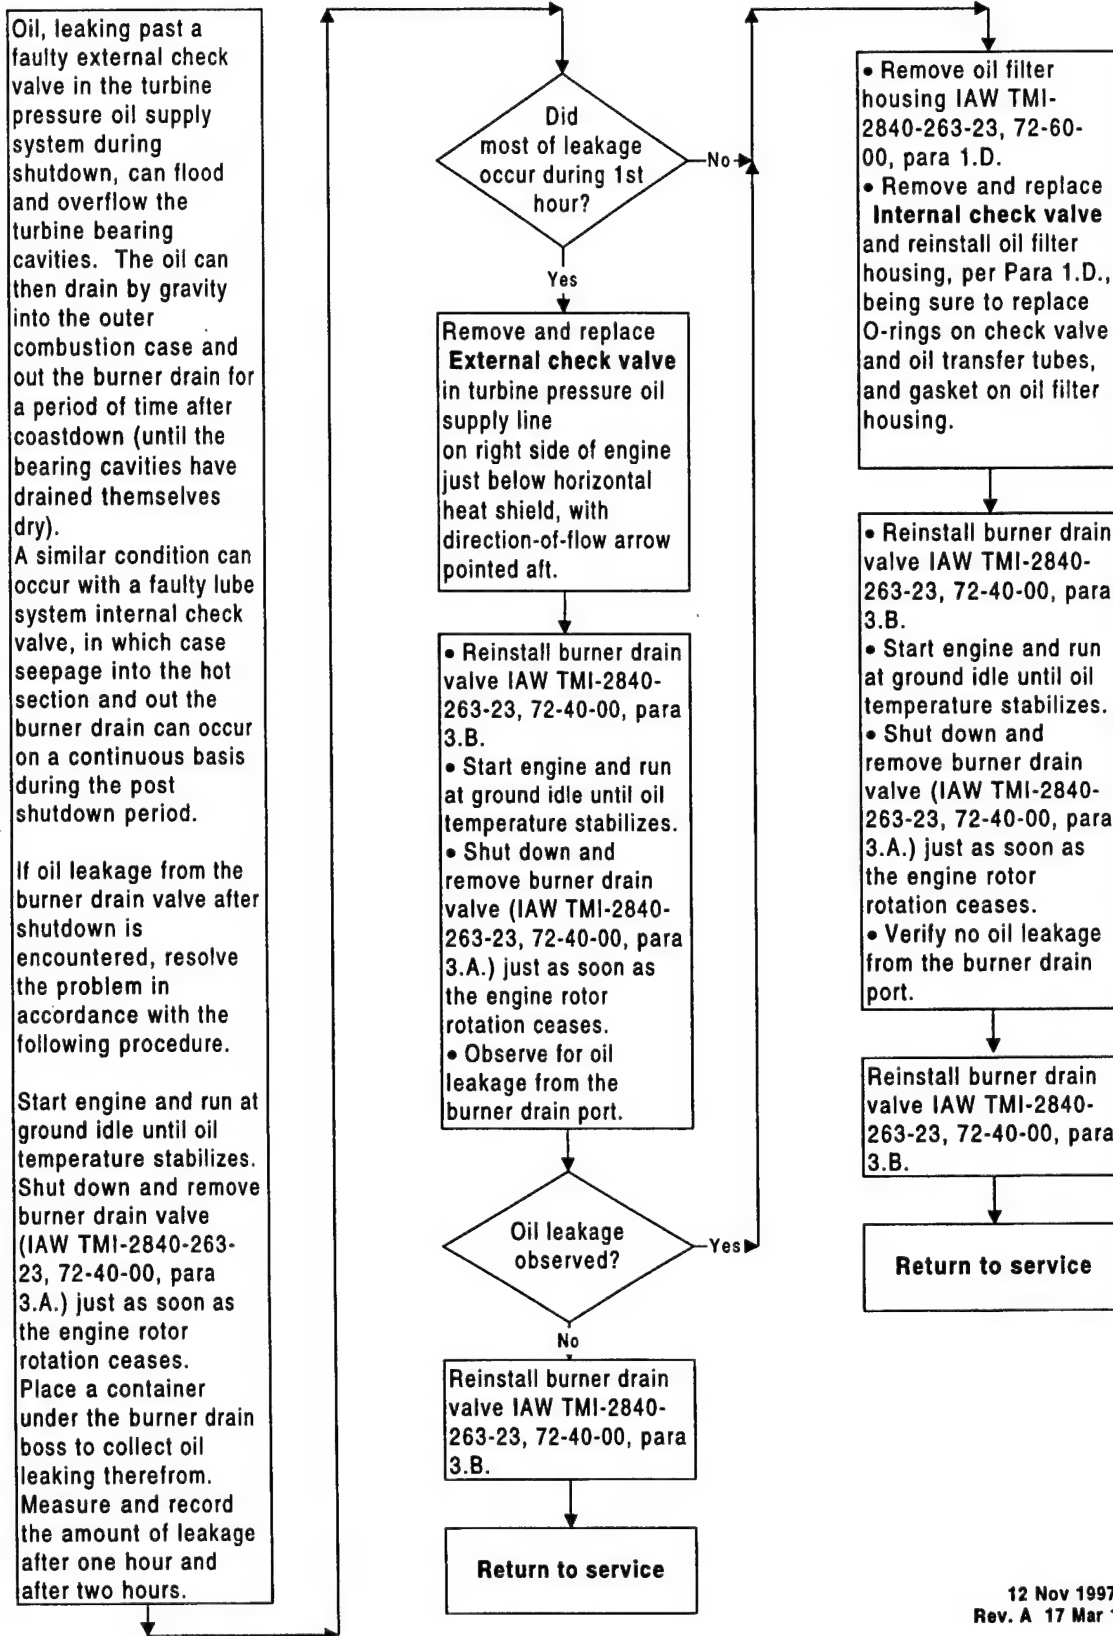 Oil, leaking past a
faulty external check
valve in the turbine
pressure oil supply
system during
shutdown, can flood
and overflow the
turbine bearing
cavities. The oil can
then drain by gravity
into the outer
combustion case and
out the burner drain for
a period of time after
coastdown (until the
bearing cavities have
drained themselves
dry).
A similar condition can
occur with a faulty lube
system internal check
valve, in which case
seepage into the hot
section and out the
burner drain can occur
on a continuous basis
during the post
shutdown period.
If oil leakage from the
burner drain valve after
shutdown is
encountered, resolve
the problem in
accordance with the
following procedure.
Start engine and run at
ground idle until oil
temperature stabilizes.
Shut down and remove
burner drain valve
(IAW TMI-2840-263-
23, 72-40-00, para
3.A.) just as soon as
the engine rotor
rotation ceases.
Place a container
under the burner drain
boss to collect oil
leaking therefrom.
Measure and record
the amount of leakage
after one hour and
after two hours.
Did
most of leakage
occur during 1st
hour?
No
Yes
Remove and replace
External check valve
in turbine pressure oil
supply line
on right side of engine
just below horizontal
heat shield, with
direction-of-flow arrow
pointed aft.
• Reinstall burner drain
valve IAW TMI-2840-
263-23, 72-40-00, para
3.B.
• Start engine and run
at ground idle until oil
temperature stabilizes.
• Shut down and
remove burner drain
valve (IAW TMI-2840-
263-23, 72-40-00, para
3.A.) just as soon as
the engine rotor
rotation ceases.
• Observe for oil
leakage from the
burner drain port.
Oil leakage
observed?
Yes
No
Reinstall burner drain
valve IAW TMI-2840-
263-23, 72-40-00, para
3.B.
Return to service
• Remove oil filter
housing IAW TMI-
2840-263-23, 72-60-
00, para 1.D.
• Remove and replace
Internal check valve
and reinstall oil filter
housing, per Para 1.D.,
being sure to replace
O-rings on check valve
and oil transfer tubes,
and gasket on oil filter
housing.
• Reinstall burner drain
valve IAW TMI-2840-
263-23, 72-40-00, para
3.B.
• Start engine and run
at ground idle until oil
temperature stabilizes.
• Shut down and
remove burner drain
valve (IAW TMI-2840-
263-23, 72-40-00, para
3.A.) just as soon as
the engine rotor
rotation ceases.
• Verify no oil leakage
from the burner drain
port.
Reinstall burner drain
valve IAW TMI-2840-
263-23, 72-40-00, para
3.B.
Return to service
12 Nov 1997
Rev. A 17 Mar